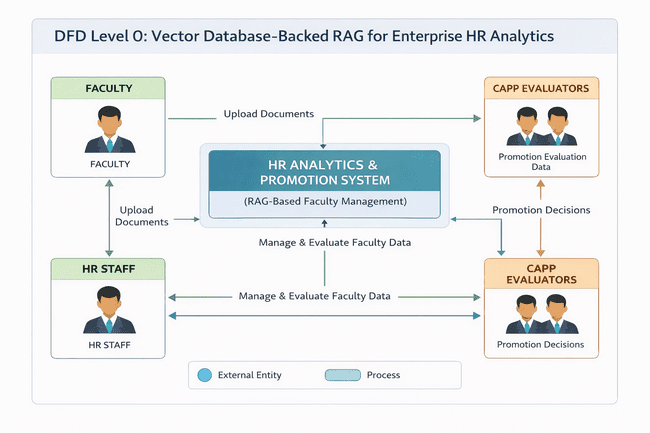 DFD Level 0: Vector Database-Backed RAG for Enterprise HR Analytics
FACULTY
FACULTY
Upload Documents
CAPP EVALUATORS
Promotion Evaluation
Data
HR ANALYTICS &
PROMOTION SYSTEM
(RAG-Based Faculty Management)
Upload
Documents
Promotion Decisions
Manage & Evaluate Faculty Data
HR STAFF
HR STAFF
Manage & Evaluate Faculty Data
CAPP
EVALUATORS
Promotion Decisions
External Entity
Process